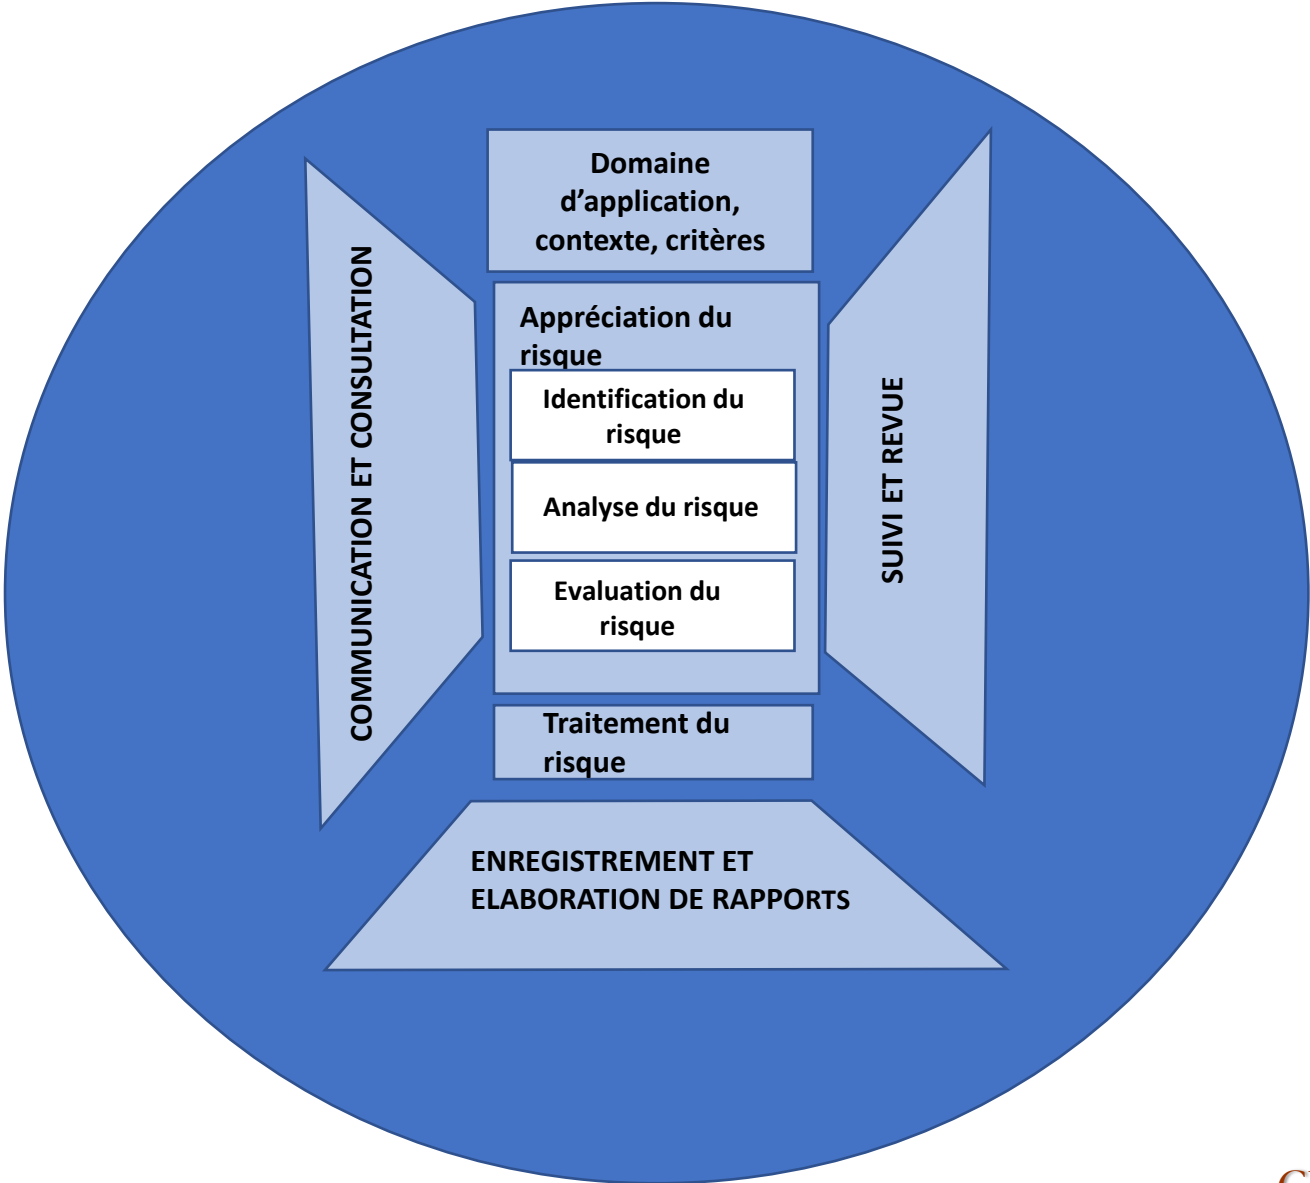 Domaine
d’application,
contexte, critères
COMMUNICATION ET CONSULTATION
Appréciation du
risque
Identification du
risque
Analyse du risque
Evaluation du
risque
SUIVI ET REVUE
Traitement du
risque
ENREGISTREMENT ET
ELABORATION DE RAPPORTS